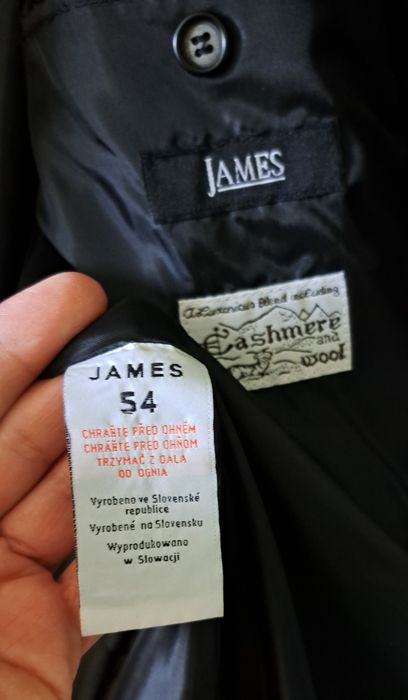 JAMES
A Luxurious Blend including
Cashmere
and
wool
JAMES
54
CHRAŇTE PŘED OHNĚM
CHRÁŇTE PRED OHŇOM
TRZYMAĆ Z DALA
OD OGNIA
Vyrobeno ve Slovenské
republice
Vyrobené na Slovensku
Wyprodukowano
w Słowacji